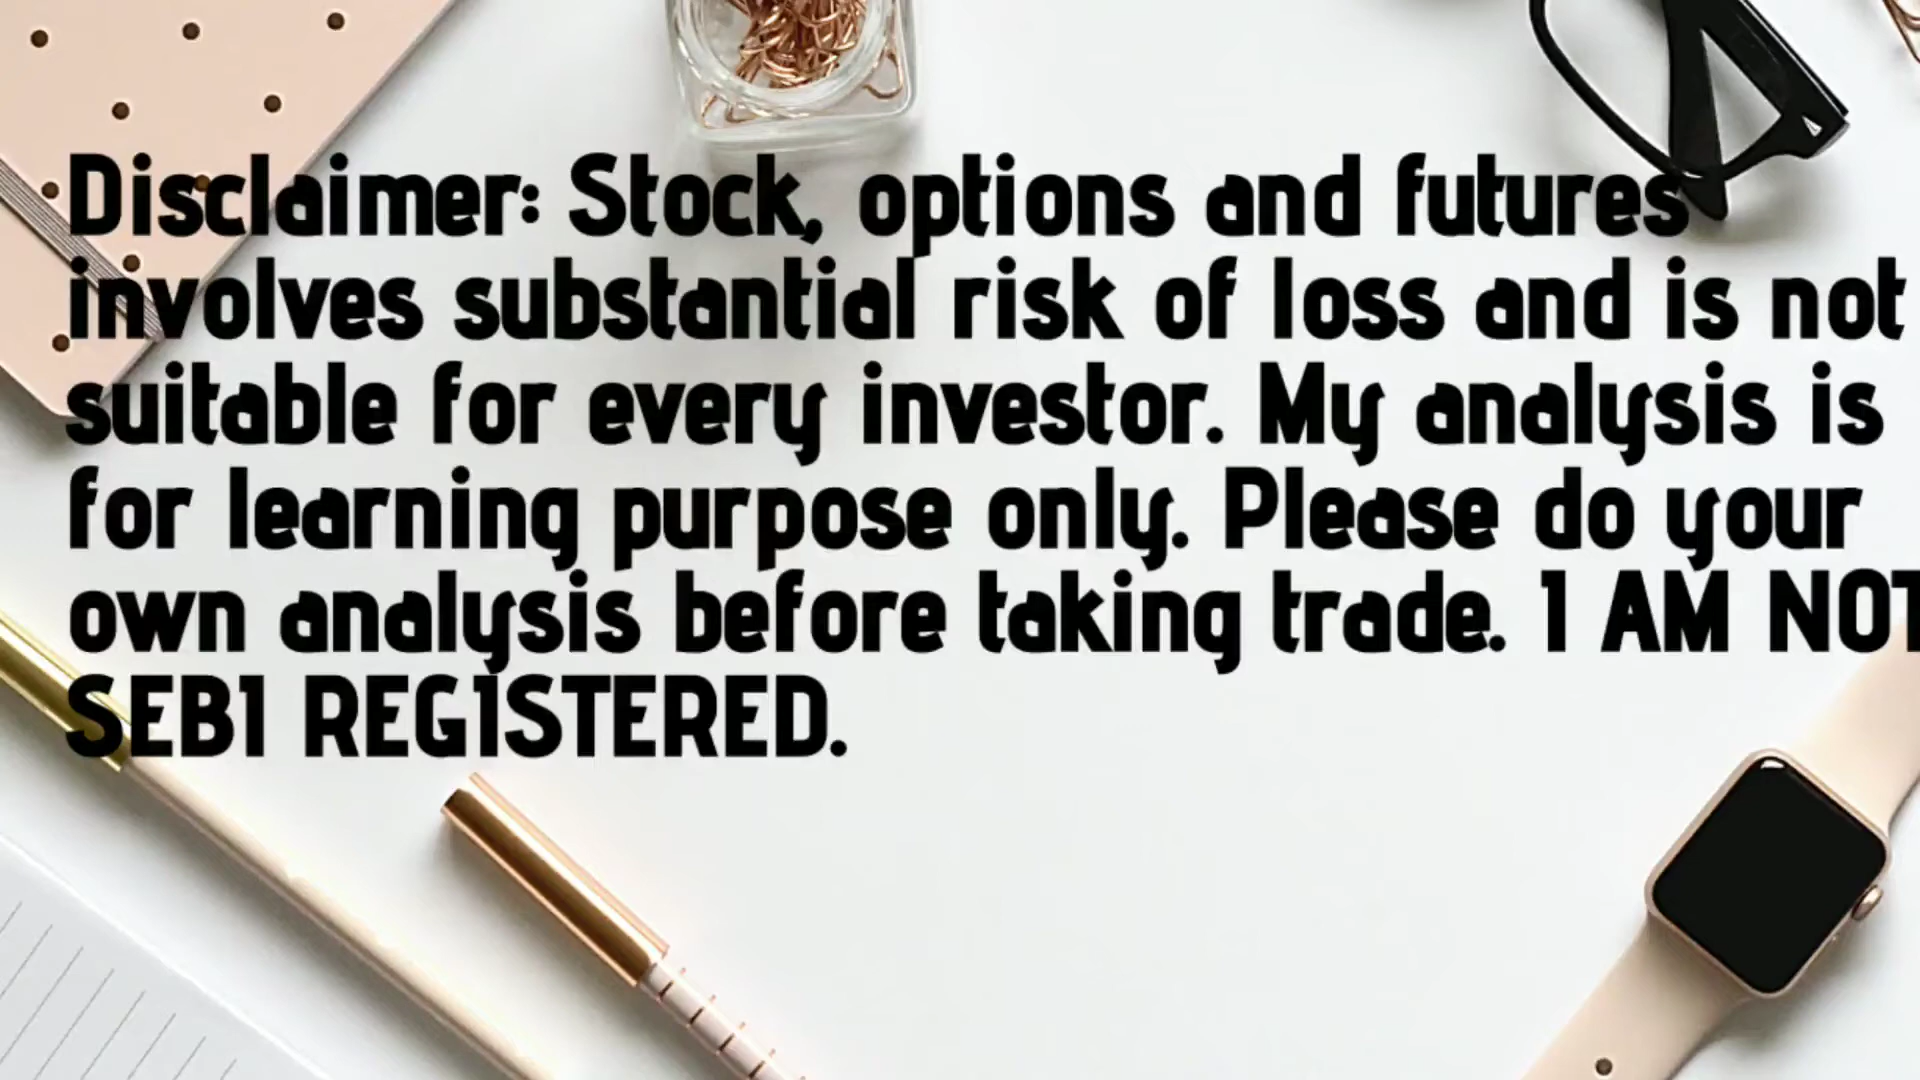 Disclaimer: Stock, options and futures
involves substantial risk of loss and is not
suitable for every investor. My analysis is
for learning purpose only. Please do your
own analysis before taking trade. I AM NOT
SEBI REGISTERED.